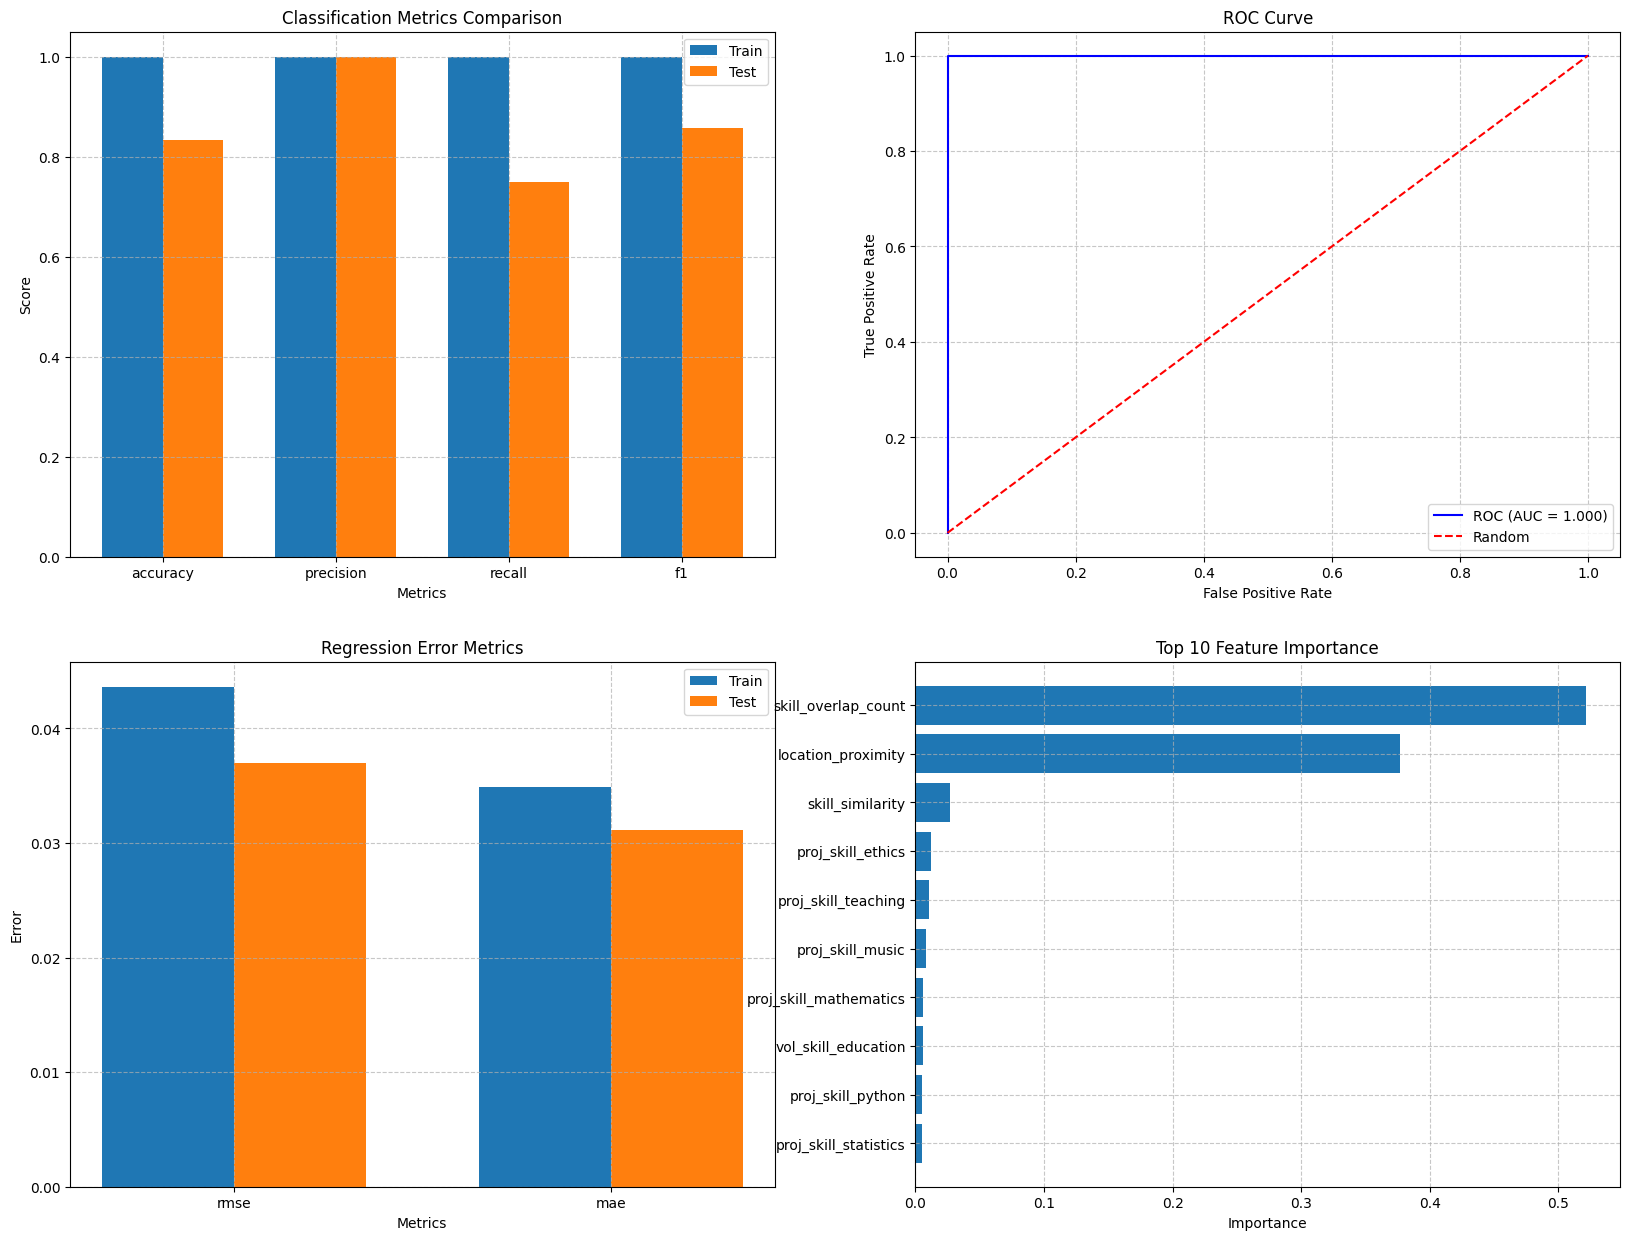 Classification Metrics Comparison
Score
1.0
0.8
0.6
0.4
0.2
0.0
Train
Test
accuracy precision recall f1
Metrics
ROC Curve
True Positive Rate
1.0
0.8
0.6
0.4
0.2
0.0
ROC (AUC = 1.000)
Random
0.0 0.2 0.4 0.6 0.8 1.0
False Positive Rate
Regression Error Metrics
Error
0.04
0.03
0.02
0.01
0.00
Train
Test
rmse mae
Metrics
Top 10 Feature Importance
skill_overlap_count
location_proximity
skill_similarity
proj_skill_ethics
proj_skill_teaching
proj_skill_music
proj_skill_mathematics
vol_skill_education
proj_skill_python
proj_skill_statistics
0.0 0.1 0.2 0.3 0.4 0.5
Importance